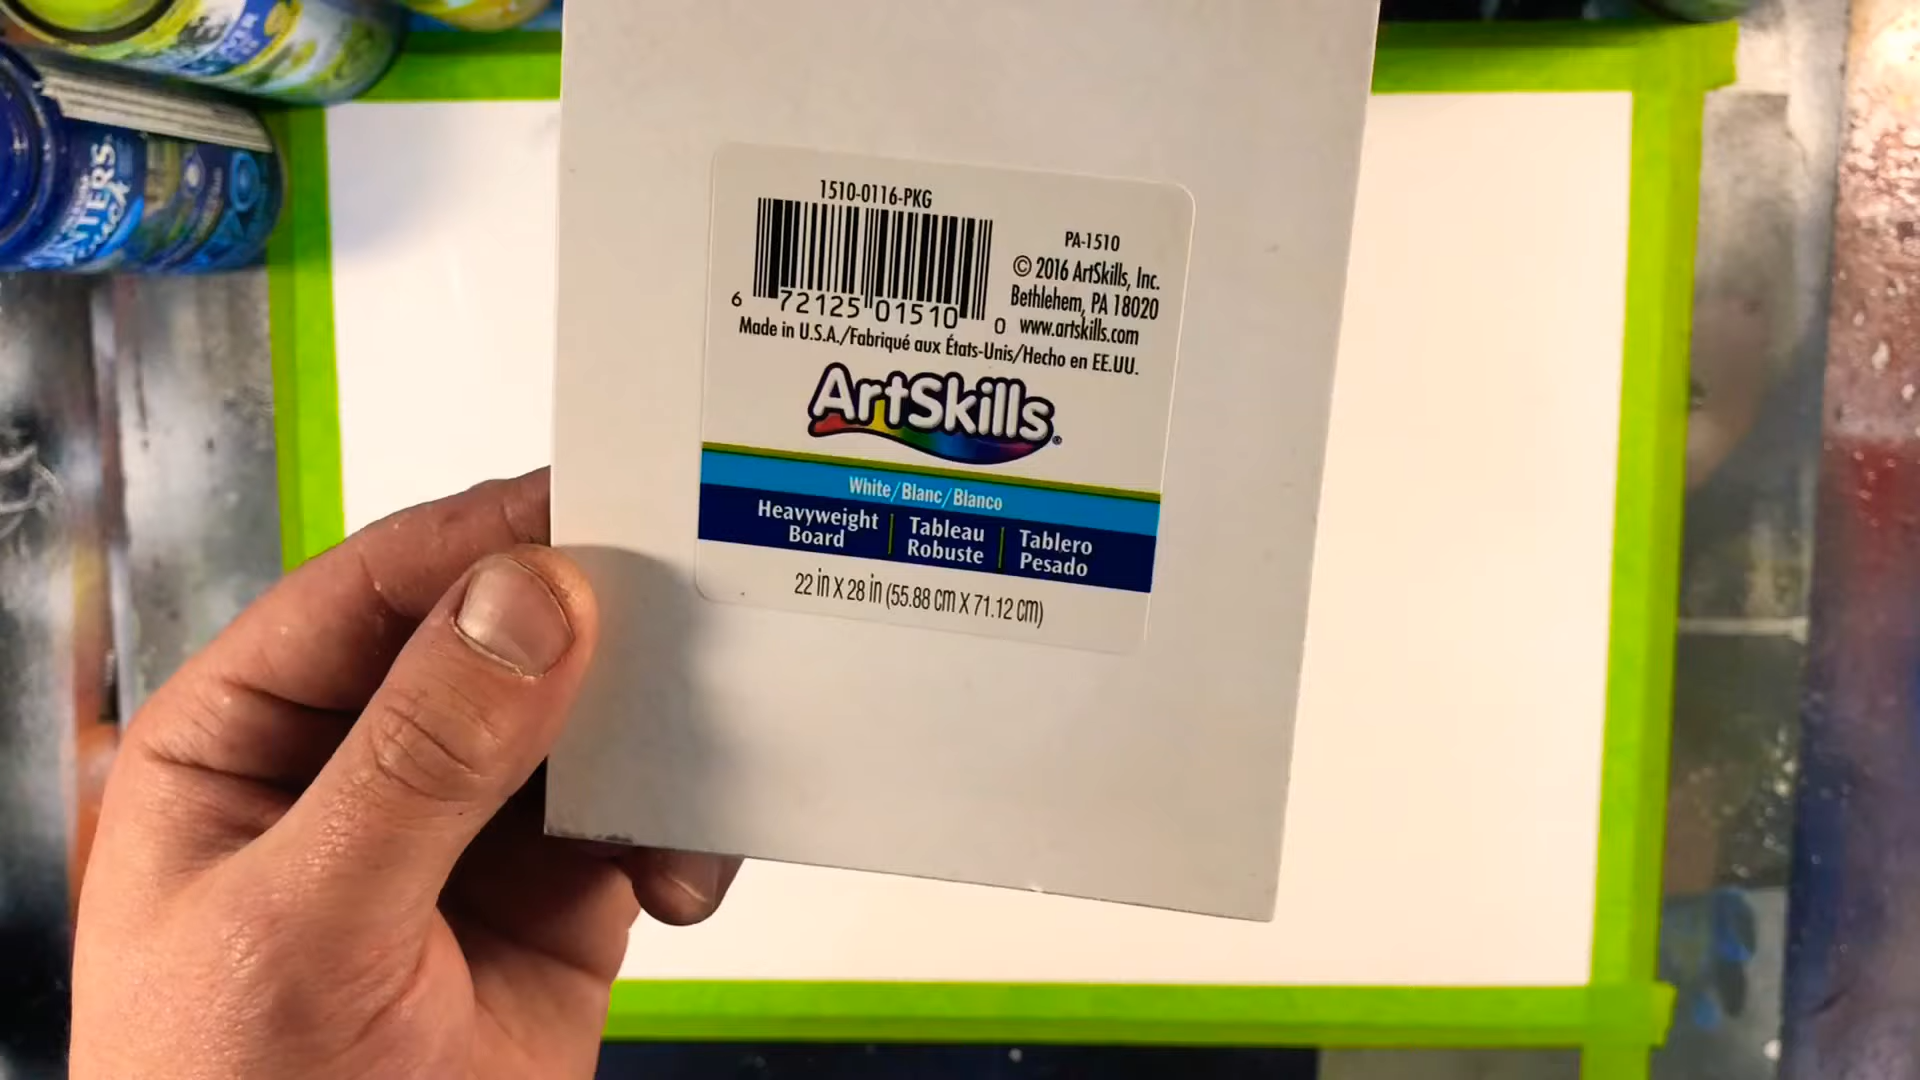 1510-0116-PKG
6 72125 01510 0
PA-1510
© 2016 ArtSkills, Inc.
Bethlehem, PA 18020
www.artskills.com
Made in U.S.A./Fabriqué aux États-Unis/Hecho en EE.UU.
ArtSkills®
White/Blanc/Blanco
Heavyweight
Board
Tableau
Robuste
Tablero
Pesado
22 in X 28 in (55.88 cm X 71.12 cm)